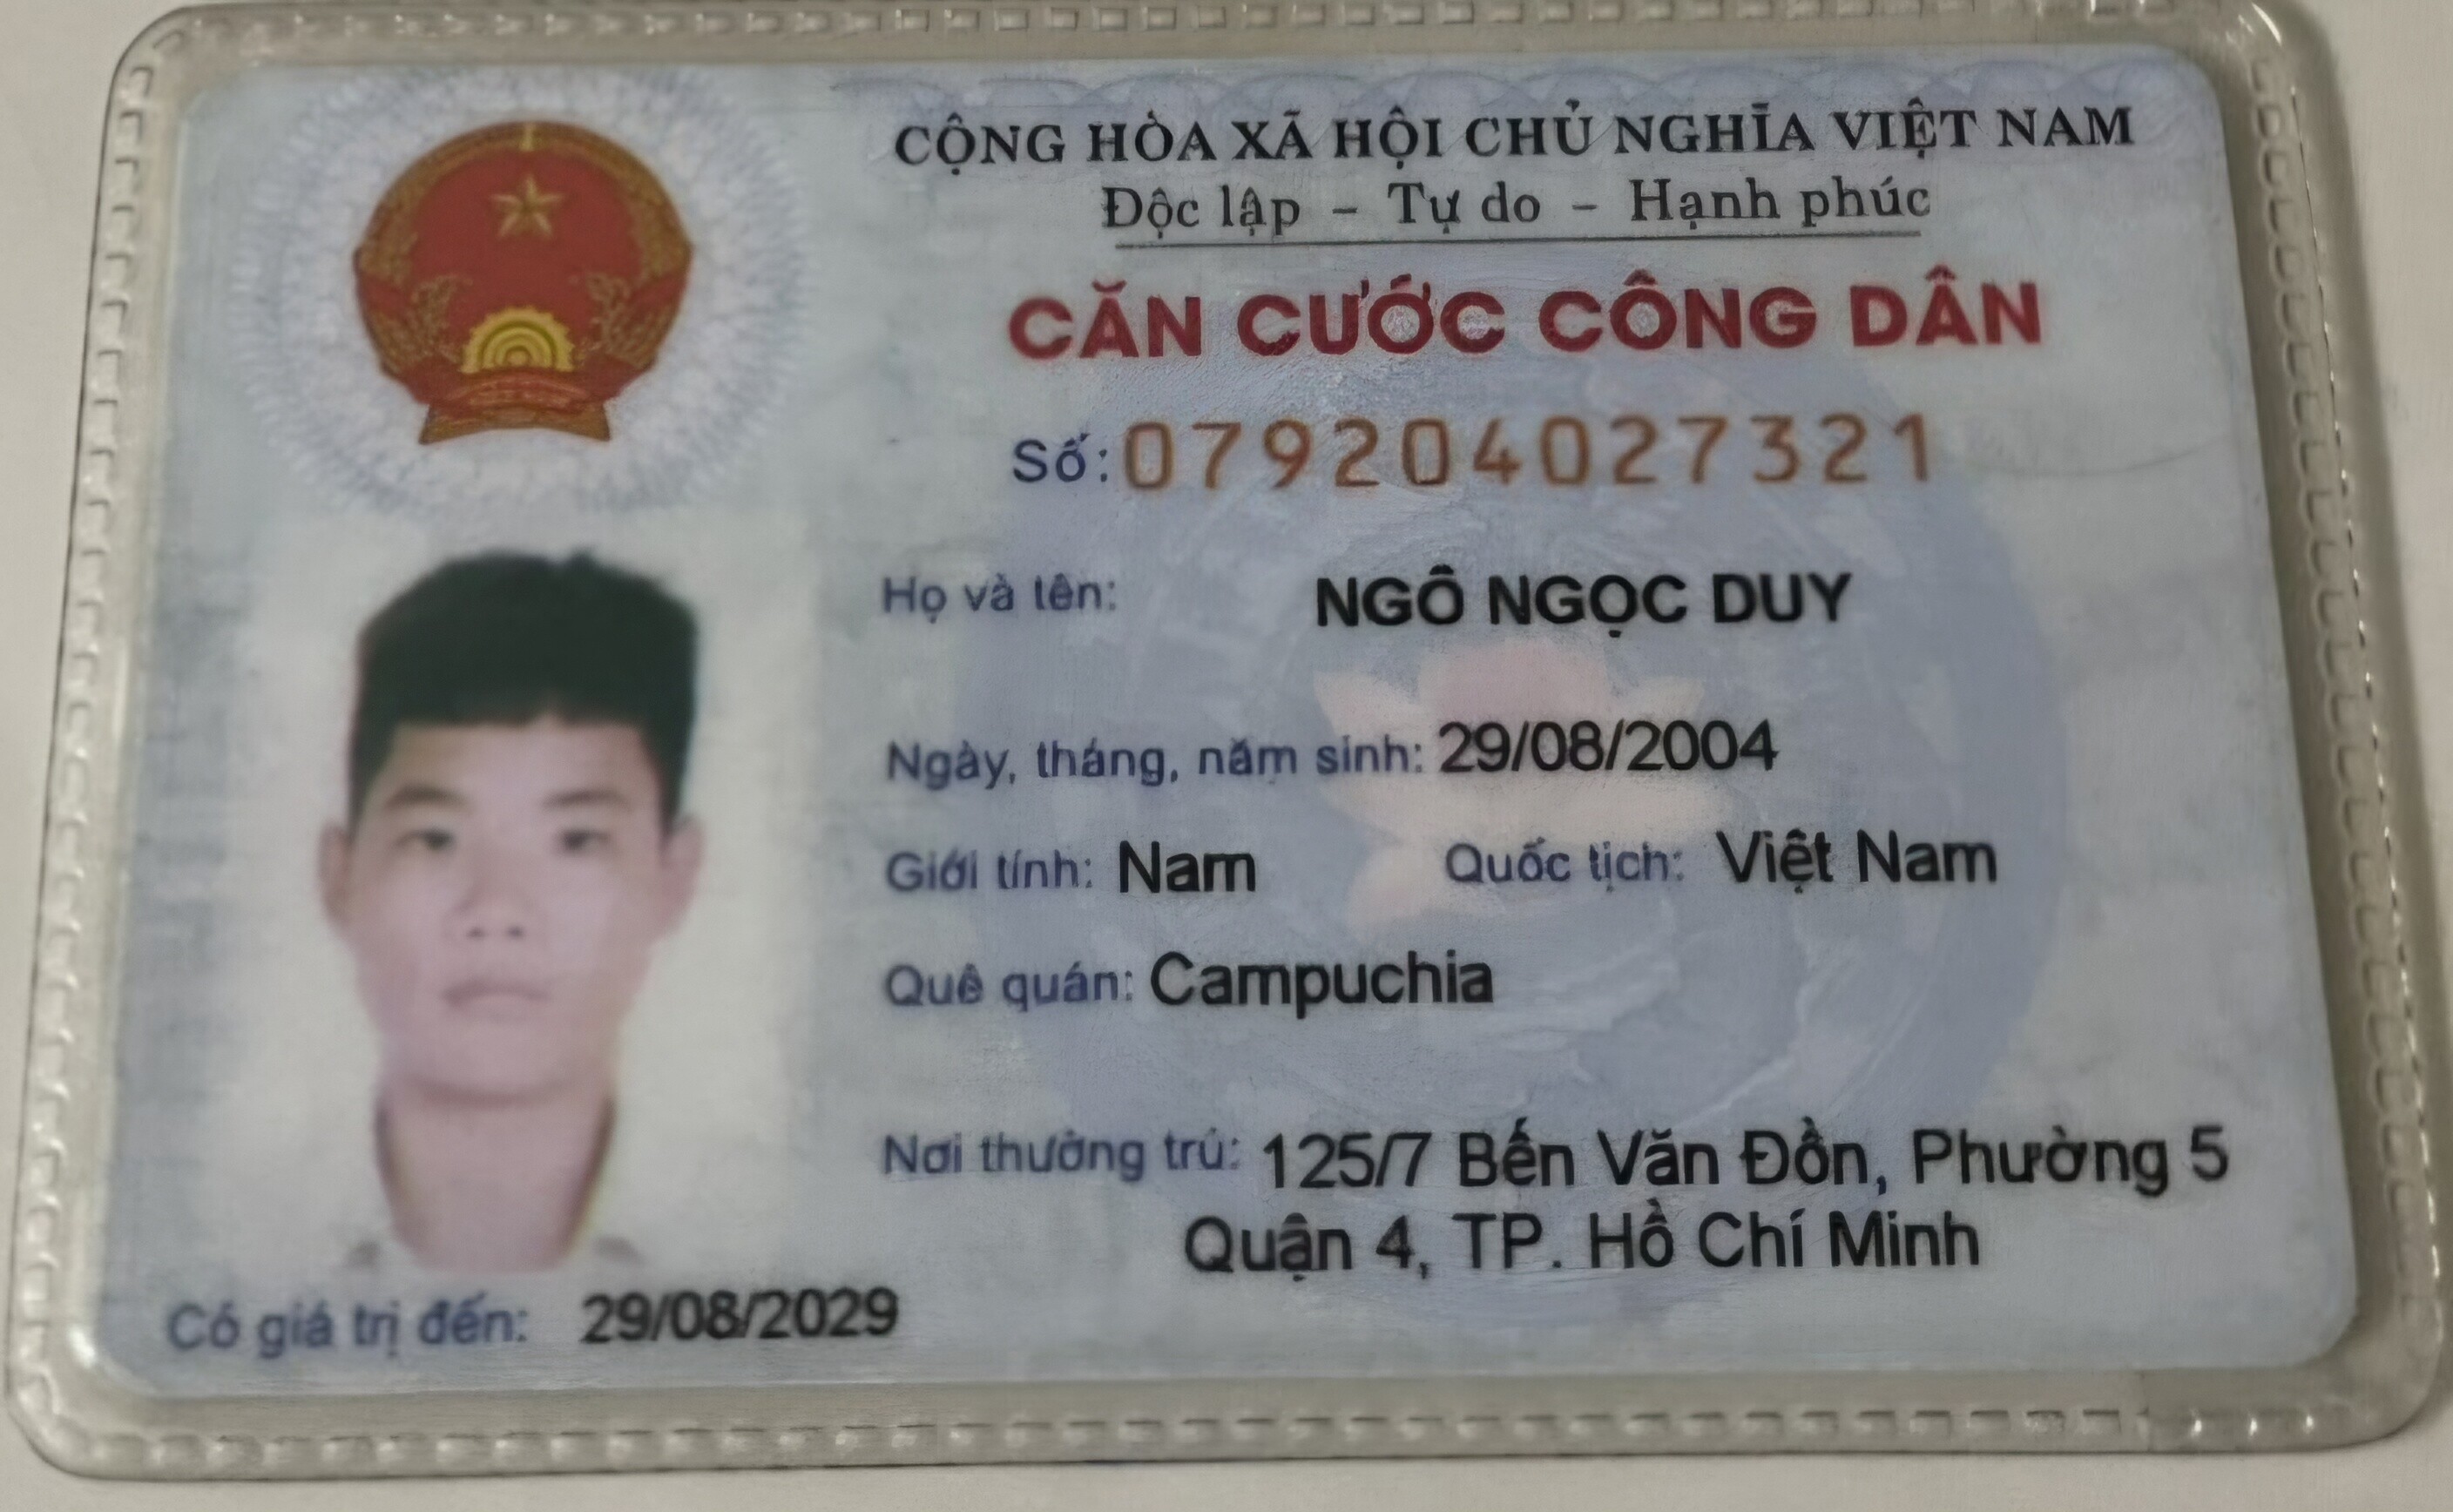 CỘNG HÒA XÃ HỘI CHỦ NGHĨA VIỆT NAM
Độc lập - Tự do - Hạnh phúc
CĂN CƯỚC CÔNG DÂN
Số: 079204027321
Họ và tên: NGÔ NGỌC DUY
Ngày, tháng, năm sinh: 29/08/2004
Giới tính: Nam Quốc tịch: Việt Nam
Quê quán: Campuchia
Nơi thường trú: 125/7 Bến Văn Đồn, Phường 5
Quận 4, TP. Hồ Chí Minh
Có giá trị đến: 29/08/2029